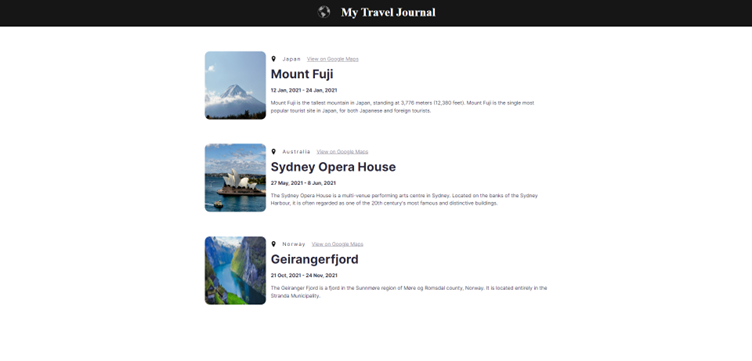 My Travel Journal
Japan View on Google Maps
Mount Fuji
12 Jan, 2021 - 24 Jan, 2021
Mount Fuji is the tallest mountain in Japan, standing at 3,776 meters (12,380 feet). Mount Fuji is the single most
popular tourist site in Japan, for both Japanese and foreign tourists.
Australia View on Google Maps
Sydney Opera House
27 May, 2021 - 8 Jun, 2021
The Sydney Opera House is a multi-venue performing arts centre in Sydney. Located on the banks of the Sydney
Harbour, it is often regarded as one of the 20th century's most famous and distinctive buildings.
Norway View on Google Maps
Geirangerfjord
21 Oct, 2021 - 24 Nov, 2021
The Geiranger Fjord is a fjord in the Sunnmøre region of Møre og Romsdal county, Norway. It is located entirely in the
Stranda Municipality.